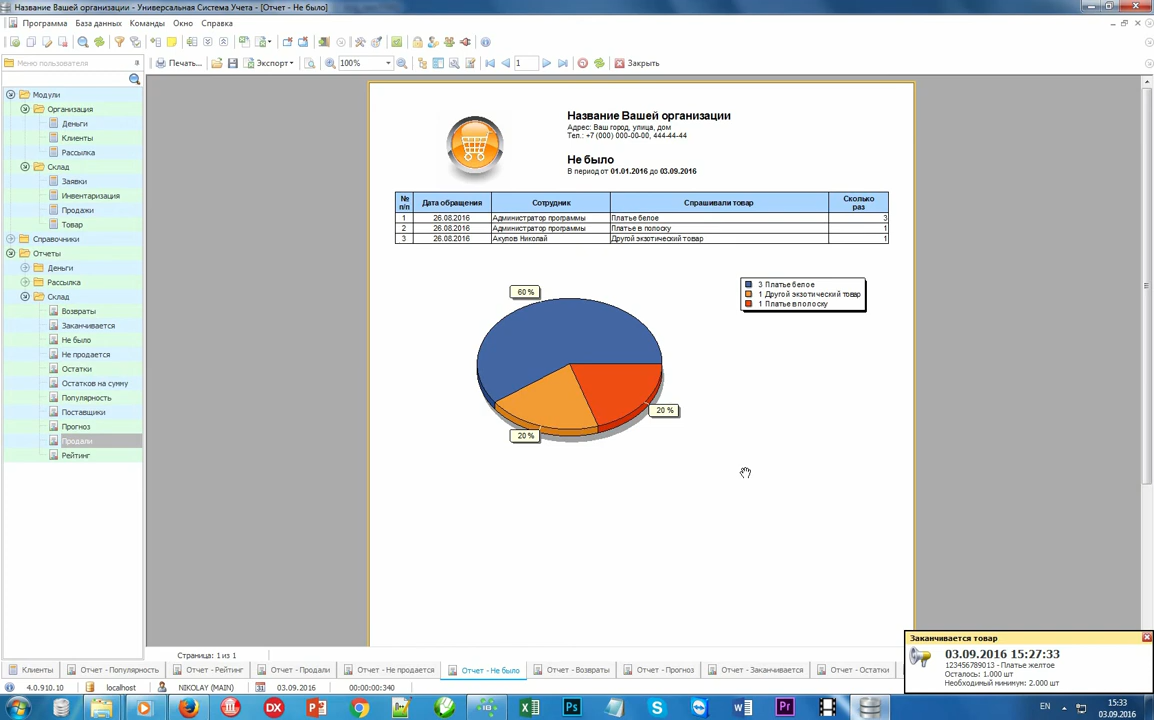 Название Вашей организации - Универсальная Система Учета - [Отчет - Не было]
Программа База данных Команды Окно Справка
Меню пользователя
Печать...
Экспорт
100%
1
Закрыть
Модули
Организация
Деньги
Клиенты
Рассылка
Склад
Заявки
Инвентаризация
Продажи
Товар
Справочники
Отчеты
Деньги
Рассылка
Склад
Возвраты
Заканчивается
Не было
Не продается
Остатки
Остатков на сумму
Популярность
Поставщики
Прогноз
Продали
Рейтинг
Название Вашей организации
Адрес: Ваш город, улица, дом
Тел.: +7 (000) 000-00-00, 444-44-44
Не было
В период от 01.01.2016 до 03.09.2016
№ п/п Дата обращения Сотрудник Спрашивали товар Сколько раз
1 26.08.2016 Администратор программы Платье белое 3
2 26.08.2016 Администратор программы Платье в полоску 1
3 26.08.2016 Акулов Николай Другой экзотический товар 1
60 %
20 %
20 %
3 Платье белое
1 Другой экзотический товар
1 Платье в полоску
Страница: 1 из 1
Клиенты Отчет - Популярность Отчет - Рейтинг Отчет - Продали Отчет - Не продается Отчет - Не было Отчет - Возвраты Отчет - Прогноз Отчет - Заканчивается Отчет - Остатки
Заканчивается товар
03.09.2016 15:27:33
123456789013 - Платье желтое
Осталось: 1.000 шт
Необходимый минимум: 2.000 шт
4.0.910.10 localhost NIKOLAY (MAIN) 31 03.09.2016 00:00:00:340
DX
Ps
Pr
EN
15:33
03.09.2016